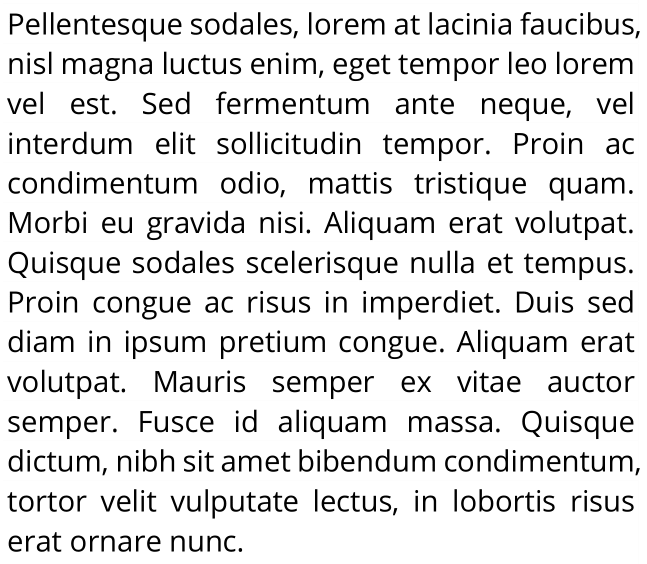 Pellentesque sodales, lorem at lacinia faucibus,
nisl magna luctus enim, eget tempor leo lorem
vel est. Sed fermentum ante neque, vel
interdum elit sollicitudin tempor. Proin ac
condimentum odio, mattis tristique quam.
Morbi eu gravida nisi. Aliquam erat volutpat.
Quisque sodales scelerisque nulla et tempus.
Proin congue ac risus in imperdiet. Duis sed
diam in ipsum pretium congue. Aliquam erat
volutpat. Mauris semper ex vitae auctor
semper. Fusce id aliquam massa. Quisque
dictum, nibh sit amet bibendum condimentum,
tortor velit vulputate lectus, in lobortis risus
erat ornare nunc.